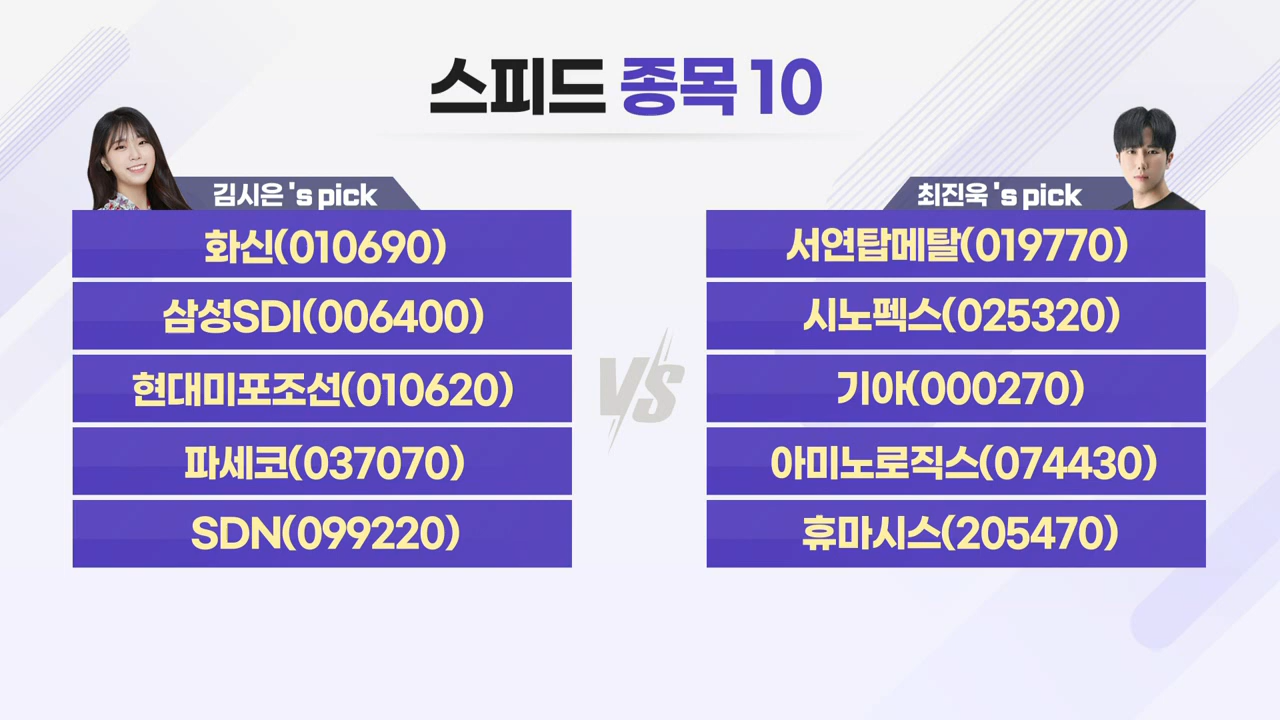 스피드 종목 10
김시은 's pick
화신(010690)
삼성SDI(006400)
현대미포조선(010620)
파세코(037070)
SDN(099220)
VS
최진욱 's pick
서연탑메탈(019770)
시노펙스(025320)
기아(000270)
아미노로직스(074430)
휴마시스(205470)